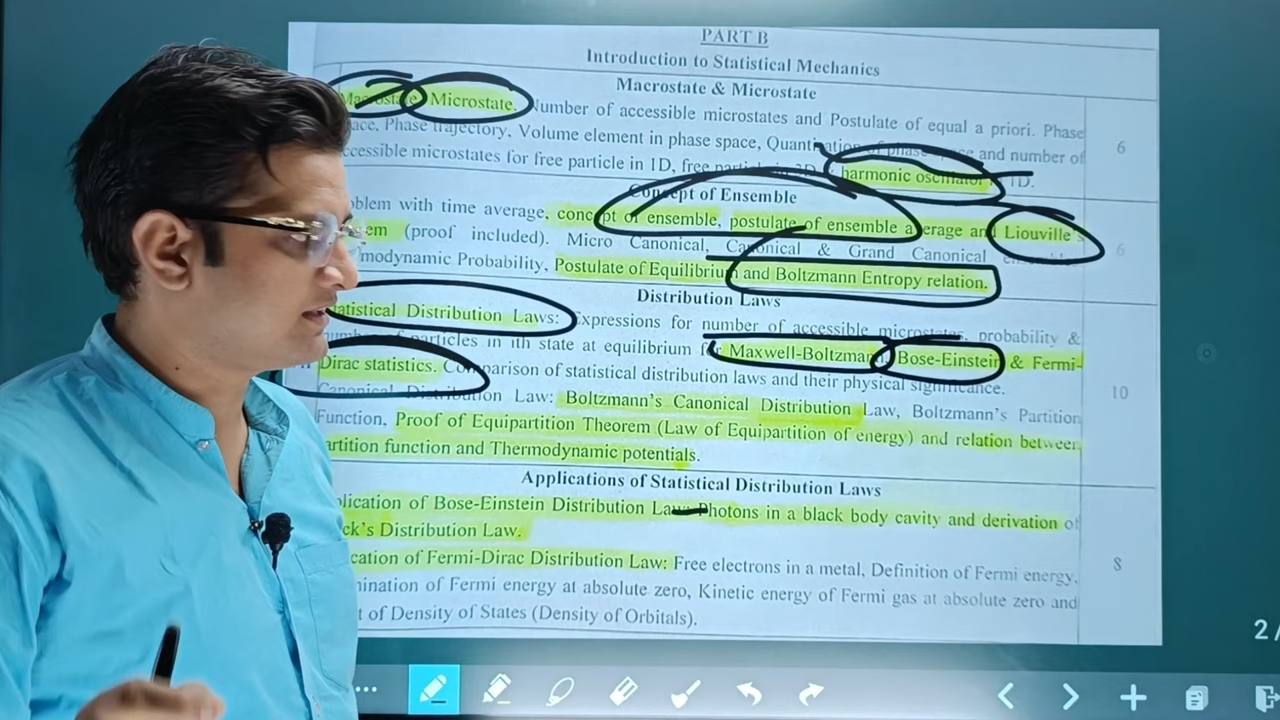 PART B
Introduction to Statistical Mechanics
Macrostate & Microstate
Macrostate Microstate. Number of accessible microstates and Postulate of equal a priori. Phase
Phase trajectory, Volume element in phase space, Quantization of phase space and number of 6
accessible microstates for free particle in 1D, free particle in harmonic oscillator 1D.
Concept of Ensemble
with time average, concept of ensemble, postulate of ensemble average and Liouville's
(proof included). Micro Canonical, Canonical & Grand Canonical 6
Probability, Postulate of Equilibrium and Boltzmann Entropy relation.
Distribution Laws
Statistical Distribution Laws: Expressions for number of accessible microstates, probability &
number of particles in ith state at equilibrium for Maxwell-Boltzmann Bose-Einstein & Fermi-
Dirac statistics. Comparison of statistical distribution laws and their physical significance. 10
Canonical Distribution Law: Boltzmann's Canonical Distribution Law, Boltzmann's Partition
Function, Proof of Equipartition Theorem (Law of Equipartition of energy) and relation between
partition function and Thermodynamic potentials.
Applications of Statistical Distribution Laws
of Bose-Einstein Distribution Law Photons in a black body cavity and derivation of
Distribution Law.
of Fermi-Dirac Distribution Law: Free electrons in a metal, Definition of Fermi energy, 8
of Fermi energy at absolute zero, Kinetic energy of Fermi gas at absolute zero and
of Density of States (Density of Orbitals).
2/